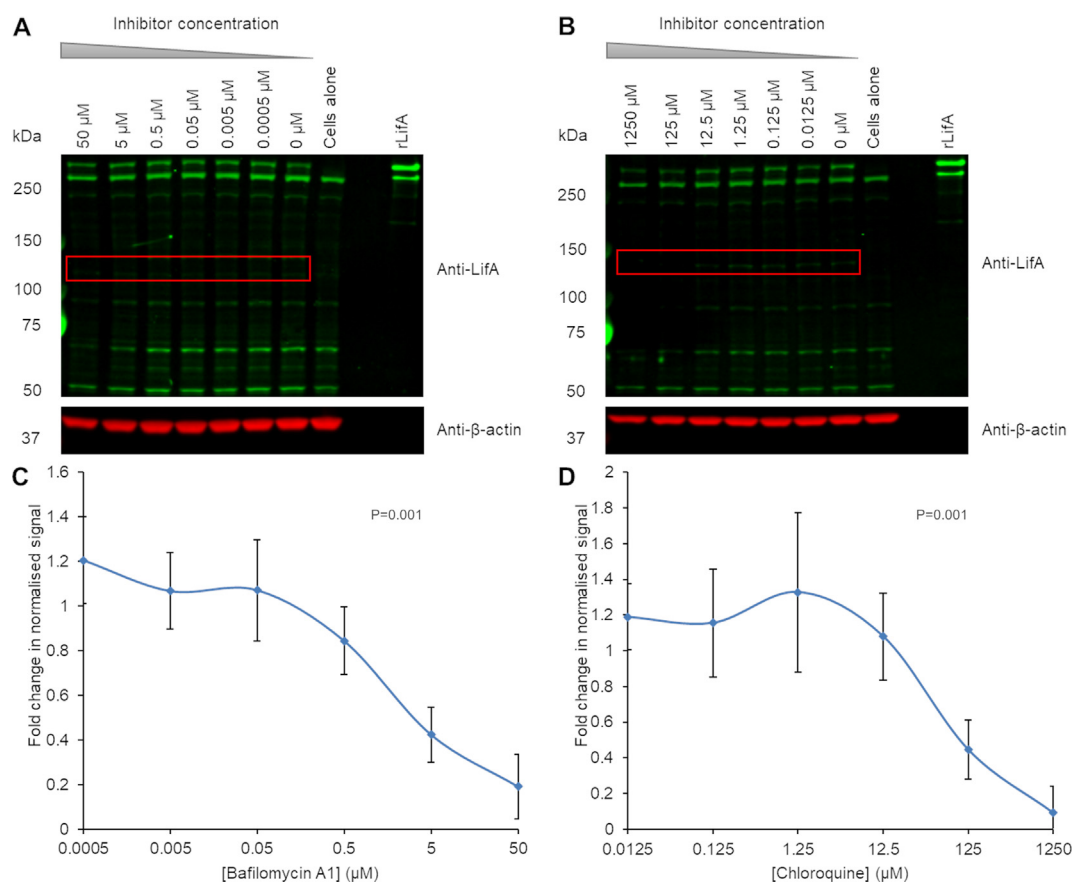 A
Inhibitor concentration
kDa
50 µM
5 µM
0.5 µM
0.05 µM
0.005 µM
0.0005 µM
0 µM
Cells alone
rLifA
250
150
100
75
50
37
Anti-LifA
Anti-β-actin
B
Inhibitor concentration
kDa
1250 µM
125 µM
12.5 µM
1.25 µM
0.125 µM
0.0125 µM
0 µM
Cells alone
rLifA
250
150
100
75
50
37
Anti-LifA
Anti-β-actin
C
Fold change in normalised signal
1.6
1.4
1.2
1
0.8
0.6
0.4
0.2
0
P=0.001
0.0005
0.005
0.05
0.5
5
50
[Bafilomycin A1] (µM)
D
Fold change in normalised signal
2
1.8
1.6
1.4
1.2
1
0.8
0.6
0.4
0.2
0
P=0.001
0.0125
0.125
1.25
12.5
125
1250
[Chloroquine] (µM)